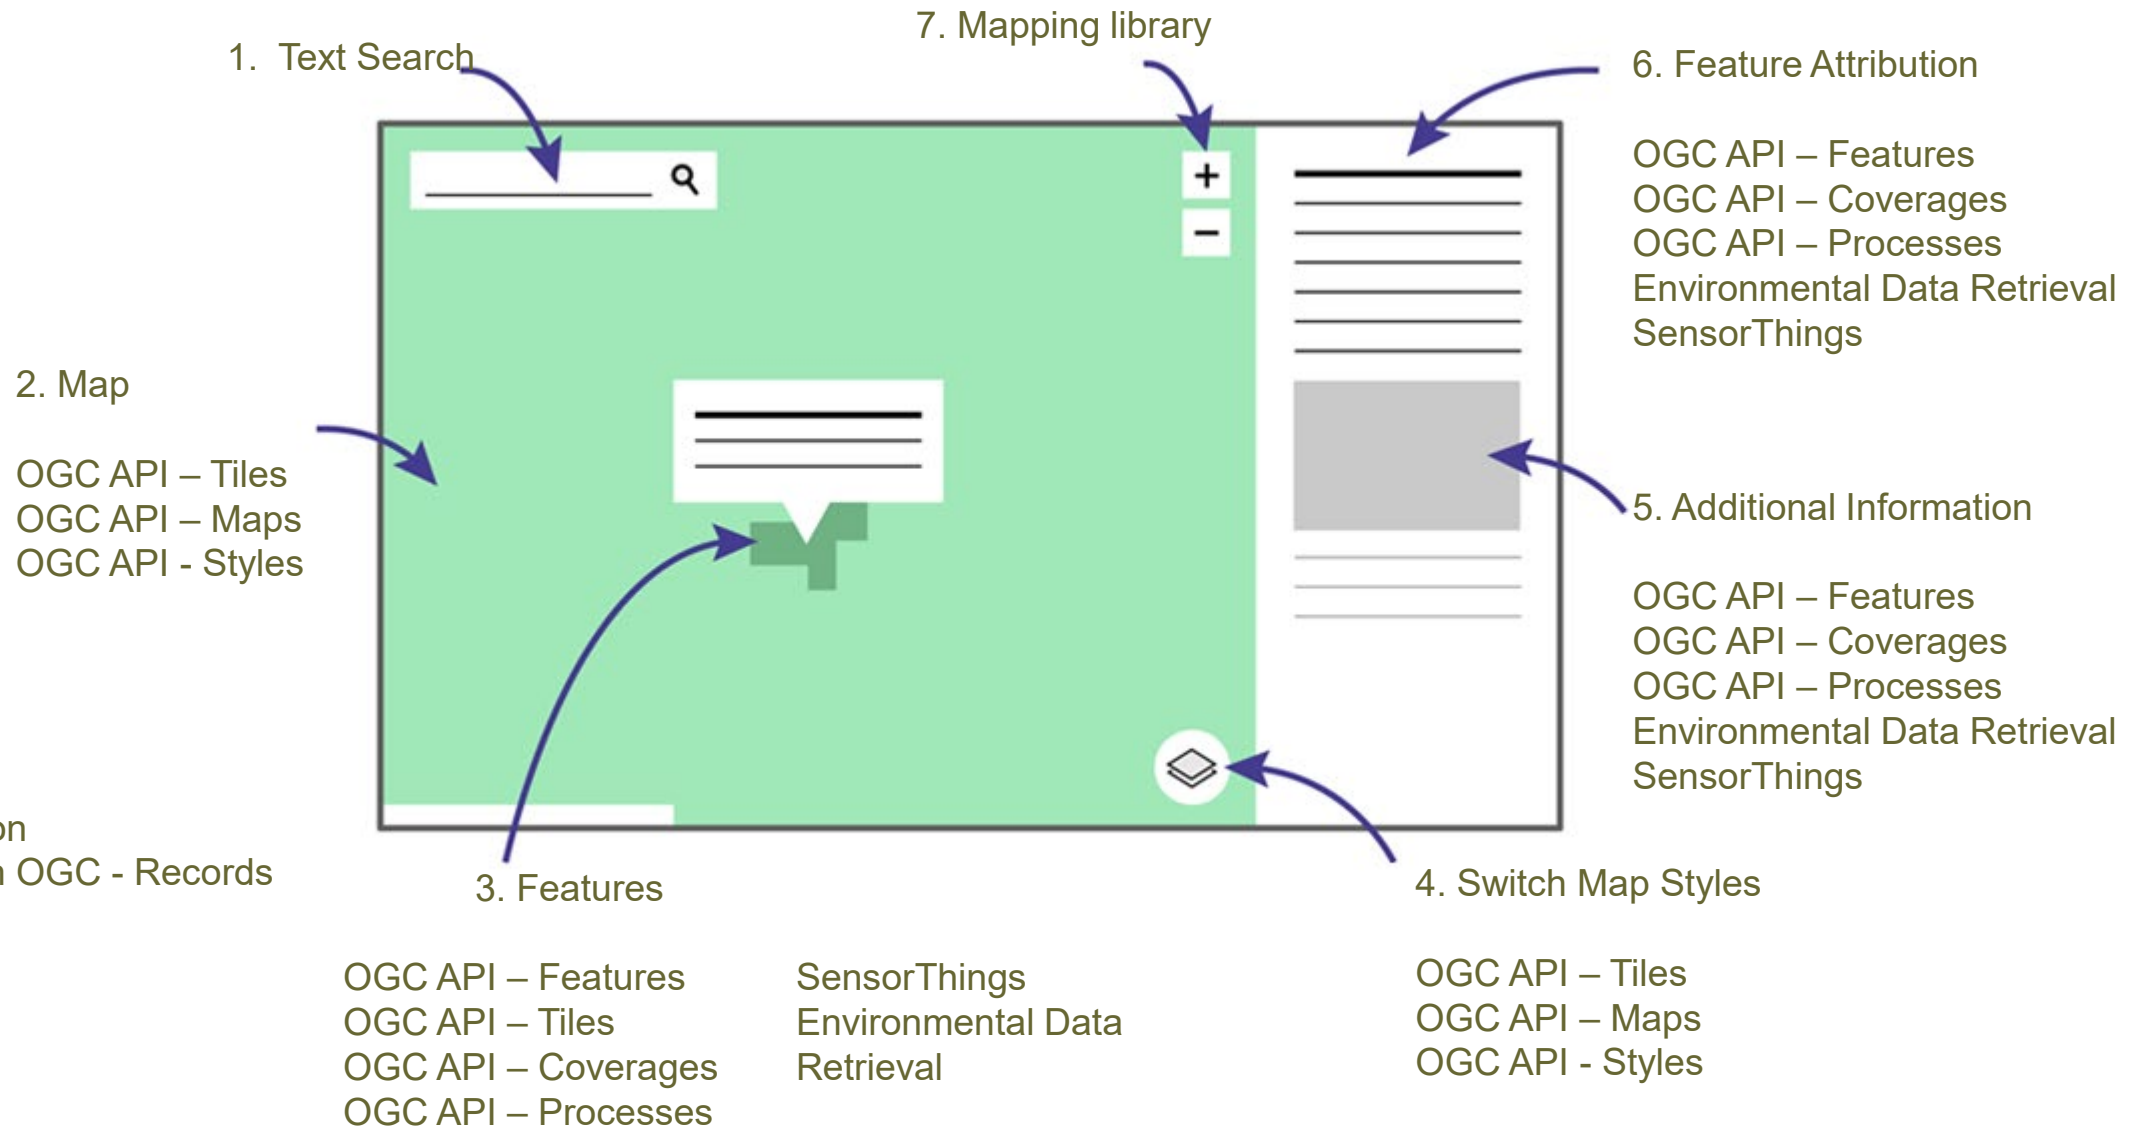 7. Mapping library
1. Text Search
6. Feature Attribution
OGC API – Features
OGC API – Coverages
OGC API – Processes
Environmental Data Retrieval
SensorThings
2. Map
OGC API – Tiles
OGC API – Maps
OGC API - Styles
5. Additional Information
OGC API – Features
OGC API – Coverages
OGC API – Processes
Environmental Data Retrieval
SensorThings
on
OGC - Records
3. Features
OGC API – Features
OGC API – Tiles
OGC API – Coverages
OGC API – Processes
SensorThings
Environmental Data
Retrieval
4. Switch Map Styles
OGC API – Tiles
OGC API – Maps
OGC API - Styles